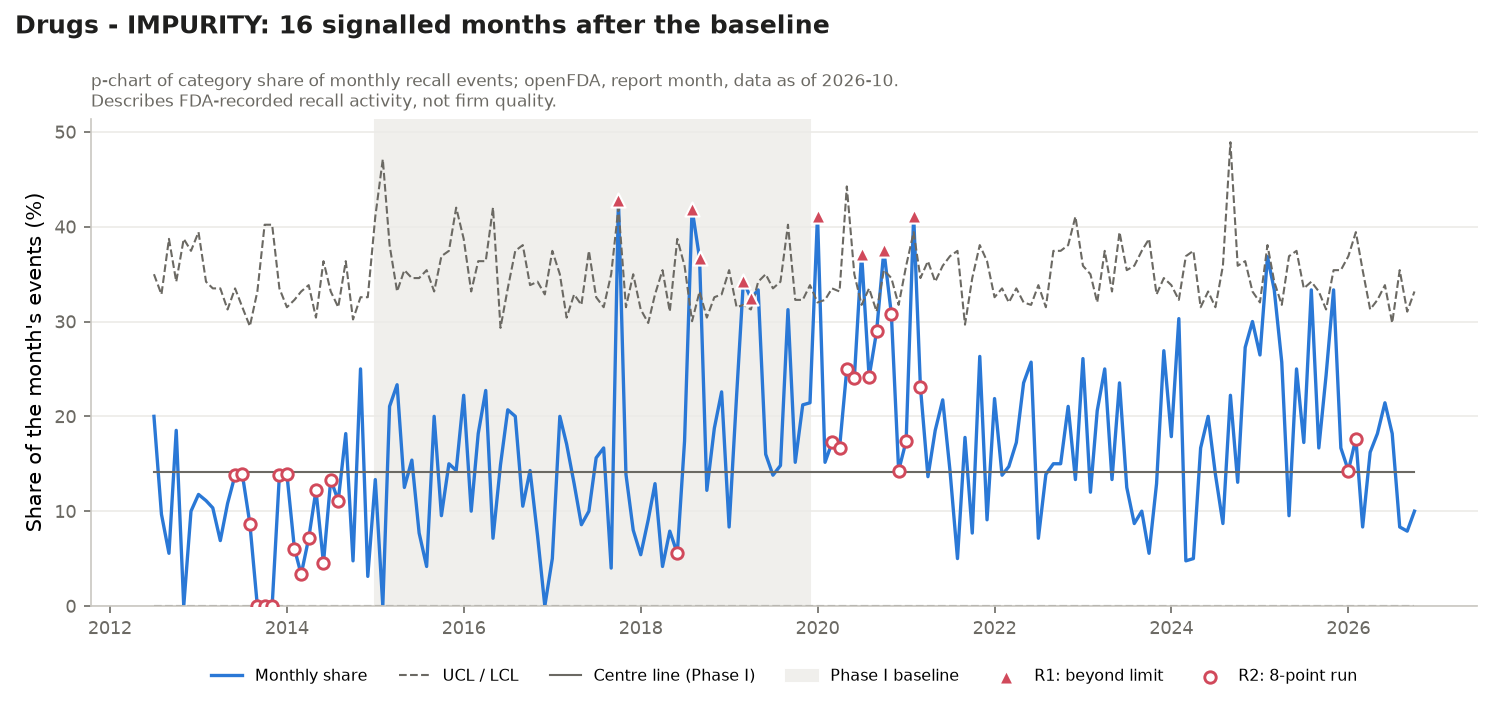 Drugs - IMPURITY: 16 signalled months after the baseline
p-chart of category share of monthly recall events; openFDA, report month, data as of 2026-10.
Describes FDA-recorded recall activity, not firm quality.
Share of the month's events (%)
50
40
30
20
10
0
2012 2014 2016 2018 2020 2022 2024 2026
Monthly share UCL / LCL Centre line (Phase I) Phase I baseline R1: beyond limit R2: 8-point run